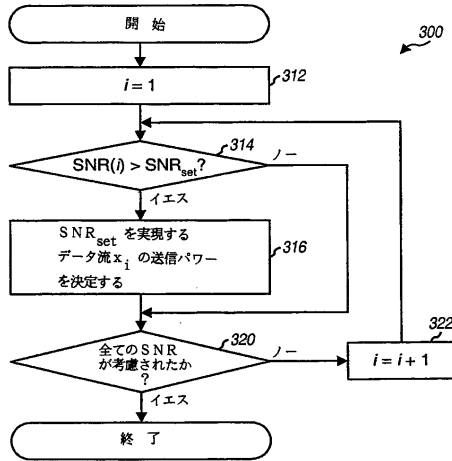 開 始
300
i = 1
312
314
SNR(i) > SNRset?
ノー
イエス
SNRset を実現する
データ流xi の送信パワー
を決定する
316
320
全てのSNR
が考慮されたか
?
ノー
322
i = i + 1
イエス
終 了